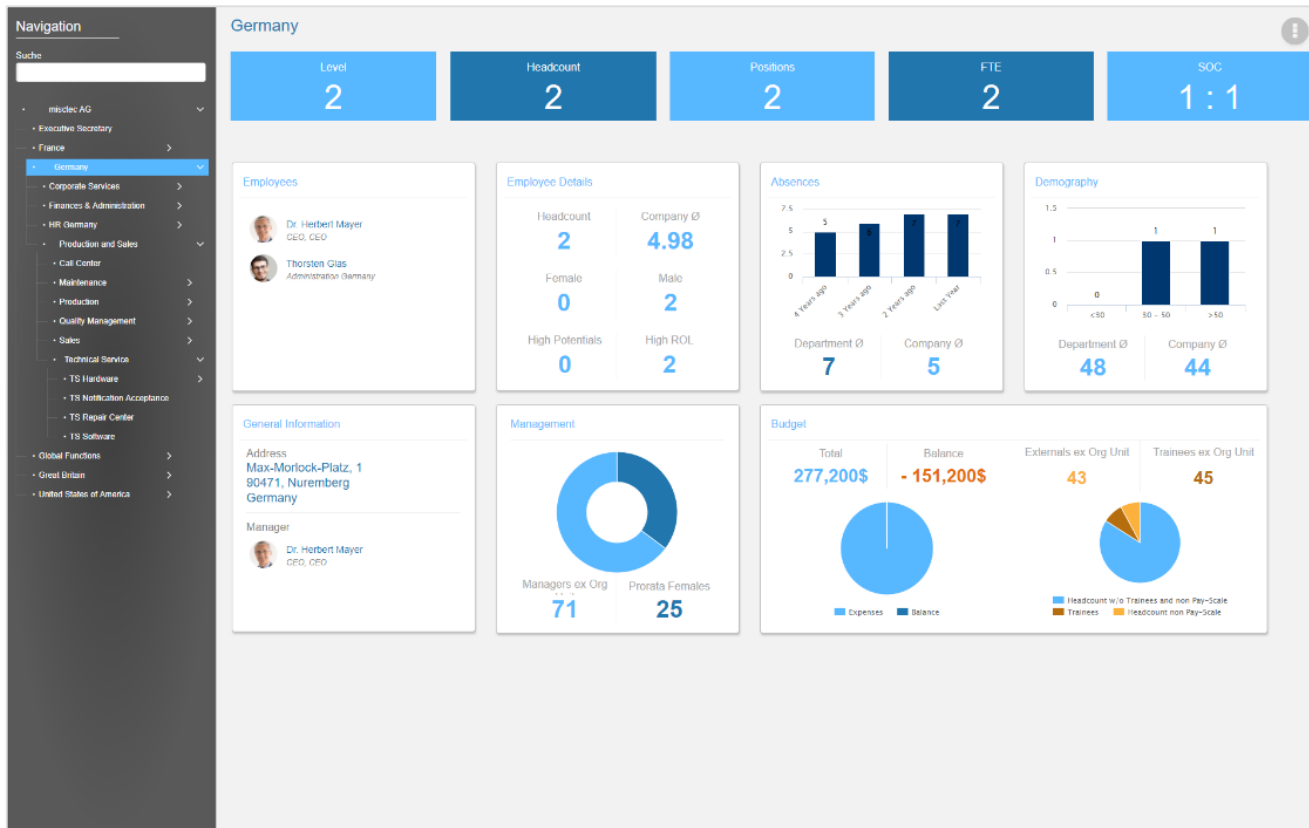 Navigation
Suche
misctec AG
Executive Secretary
France
Germany
Corporate Services
Finances & Administration
HR Germany
Production and Sales
Call Center
Maintenance
Production
Quality Management
Sales
Technical Service
TS Hardware
TS Notification Acceptance
TS Repair Center
TS Software
Global Functions
Great Britain
United States of America
Germany
Level
2
Headcount
2
Positions
2
FTE
2
SOC
1 : 1
Employees
Dr. Herbert Mayer
CEO, CEO
Thorsten Glas
Administration Germany
Employee Details
Headcount Company Ø
2 4.98
Female Male
0 2
High Potentials High ROL
0 2
Absences
7.5
5
2.5
0
5 6 7 7
4 Years ago 3 Years ago 2 Years ago Last Year
Department Ø Company Ø
7 5
Demography
1.5
1
0.5
0
0 1 1
<30 30 – 50 >50
Department Ø Company Ø
48 44
General Information
Address
Max-Morlock-Platz, 1
90471, Nuremberg
Germany
Manager
Dr. Herbert Mayer
CEO, CEO
Management
Managers ex Org Prorata Females
71 25
Budget
Total Balance Externals ex Org Unit Trainees ex Org Unit
277,200$ - 151,200$ 43 45
Expenses Balance
Headcount w/o Trainees and non Pay-Scale
Trainees Headcount non Pay-Scale